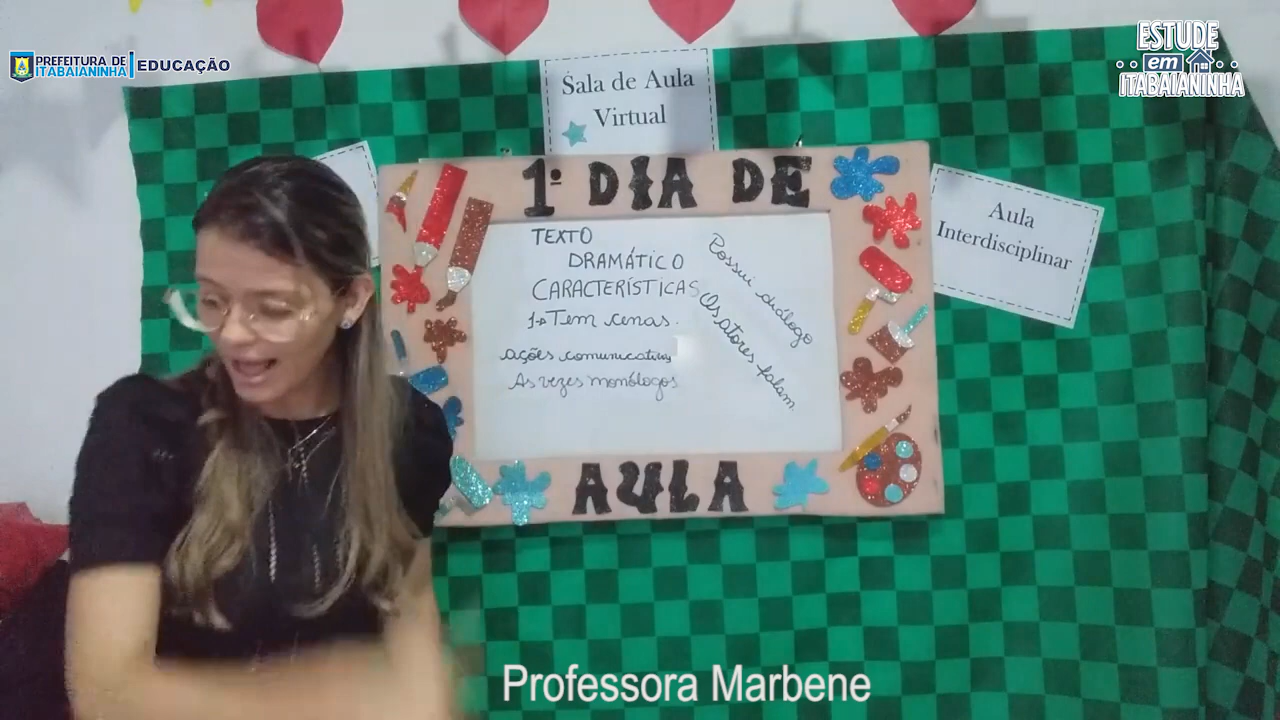 PREFEITURA DE
ITABAIANINHA
EDUCAÇÃO
ESTUDE
em
ITABAIANINHA
Sala de Aula
Virtual
1º DIA DE
Aula
Interdisciplinar
TEXTO
DRAMÁTICO
CARACTERÍSTICAS
1→Tem cenas.
Ações comunicativas
As vezes monólogos
Possui diálogo
Os atores falam.
AULA
Professora Marbene